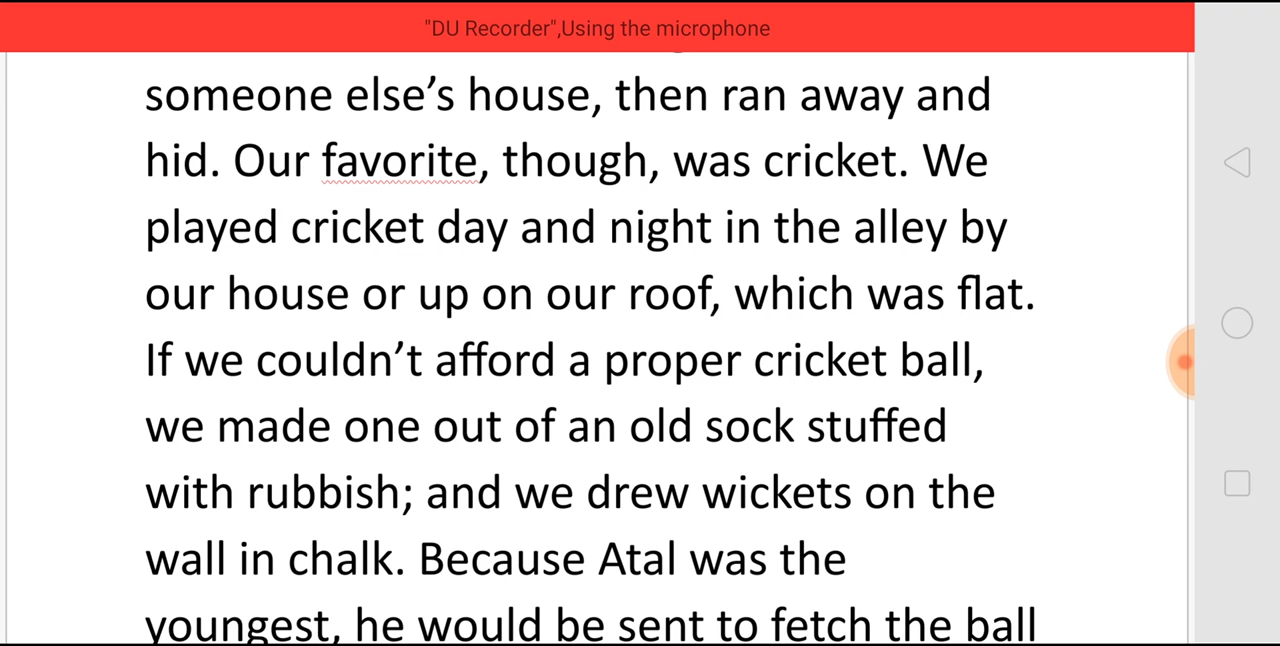 "DU Recorder",Using the microphone
someone else’s house, then ran away and
hid. Our favorite, though, was cricket. We
played cricket day and night in the alley by
our house or up on our roof, which was flat.
If we couldn’t afford a proper cricket ball,
we made one out of an old sock stuffed
with rubbish; and we drew wickets on the
wall in chalk. Because Atal was the
youngest, he would be sent to fetch the ball